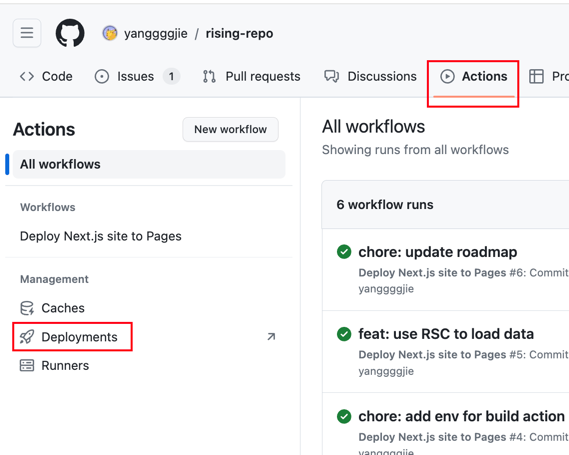 yanggggjie / rising-repo
Code Issues 1 Pull requests Discussions Actions
Actions
New workflow
All workflows
Workflows
Deploy Next.js site to Pages
Management
Caches
Deployments
Runners
All workflows
Showing runs from all workflows
6 workflow runs
chore: update roadmap
Deploy Next.js site to Pages #6: Commit
yanggggjie
feat: use RSC to load data
Deploy Next.js site to Pages #5: Commit
yanggggjie
chore: add env for build action
Deploy Next.js site to Pages #4: Commit